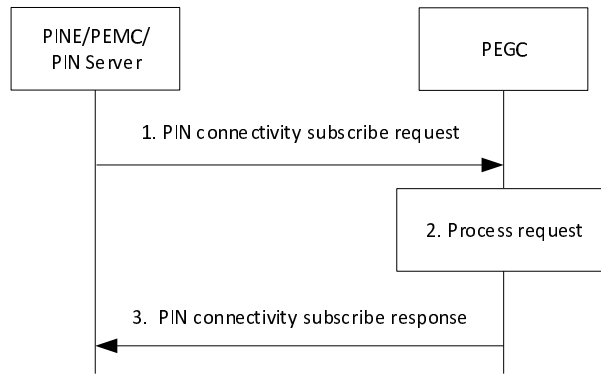 PINE/PEMC/
PIN Server
PEGC
1. PIN connectivity subscribe request
2. Process request
3. PIN connectivity subscribe response